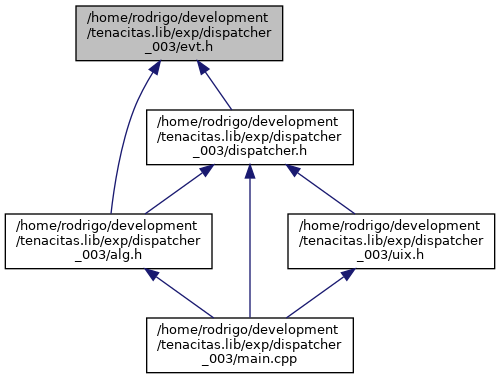 /home/rodrigo/development
/tenacitas.lib/exp/dispatcher
_003/evt.h
/home/rodrigo/development
/tenacitas.lib/exp/dispatcher
_003/dispatcher.h
/home/rodrigo/development
/tenacitas.lib/exp/dispatcher
_003/alg.h
/home/rodrigo/development
/tenacitas.lib/exp/dispatcher
_003/uix.h
/home/rodrigo/development
/tenacitas.lib/exp/dispatcher
_003/main.cpp